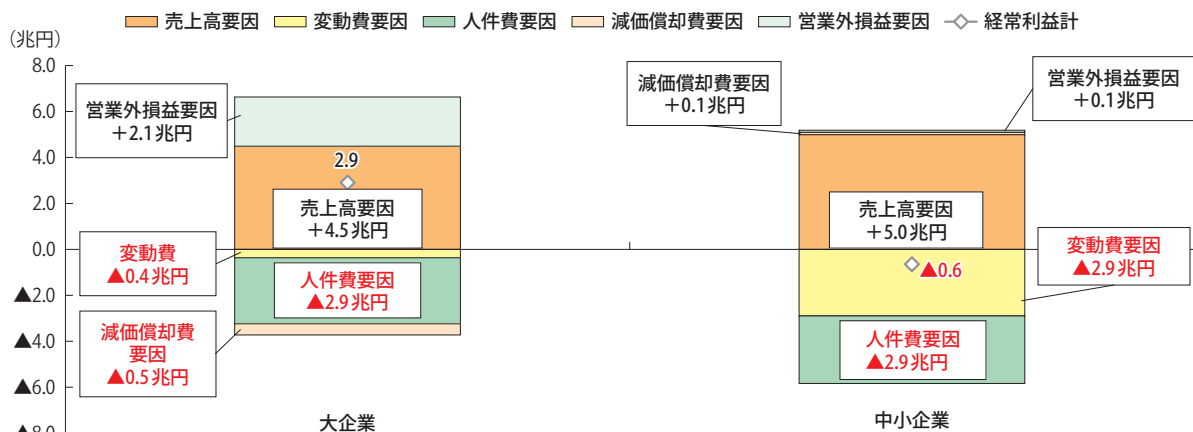 売上高要因 変動費要因 人件費要因 減価償却費要因 営業外損益要因 経常利益計
(兆円)
8.0
6.0
4.0
2.0
0.0
▲2.0
▲4.0
▲6.0
▲8.0
営業外損益要因
+2.1兆円
2.9
売上高要因
+4.5兆円
変動費
▲0.4兆円
人件費要因
▲2.9兆円
減価償却費
要因
▲0.5兆円
大企業
減価償却費要因
+0.1兆円
営業外損益要因
+0.1兆円
売上高要因
+5.0兆円
変動費要因
▲2.9兆円
▲0.6
人件費要因
▲2.9兆円
中小企業